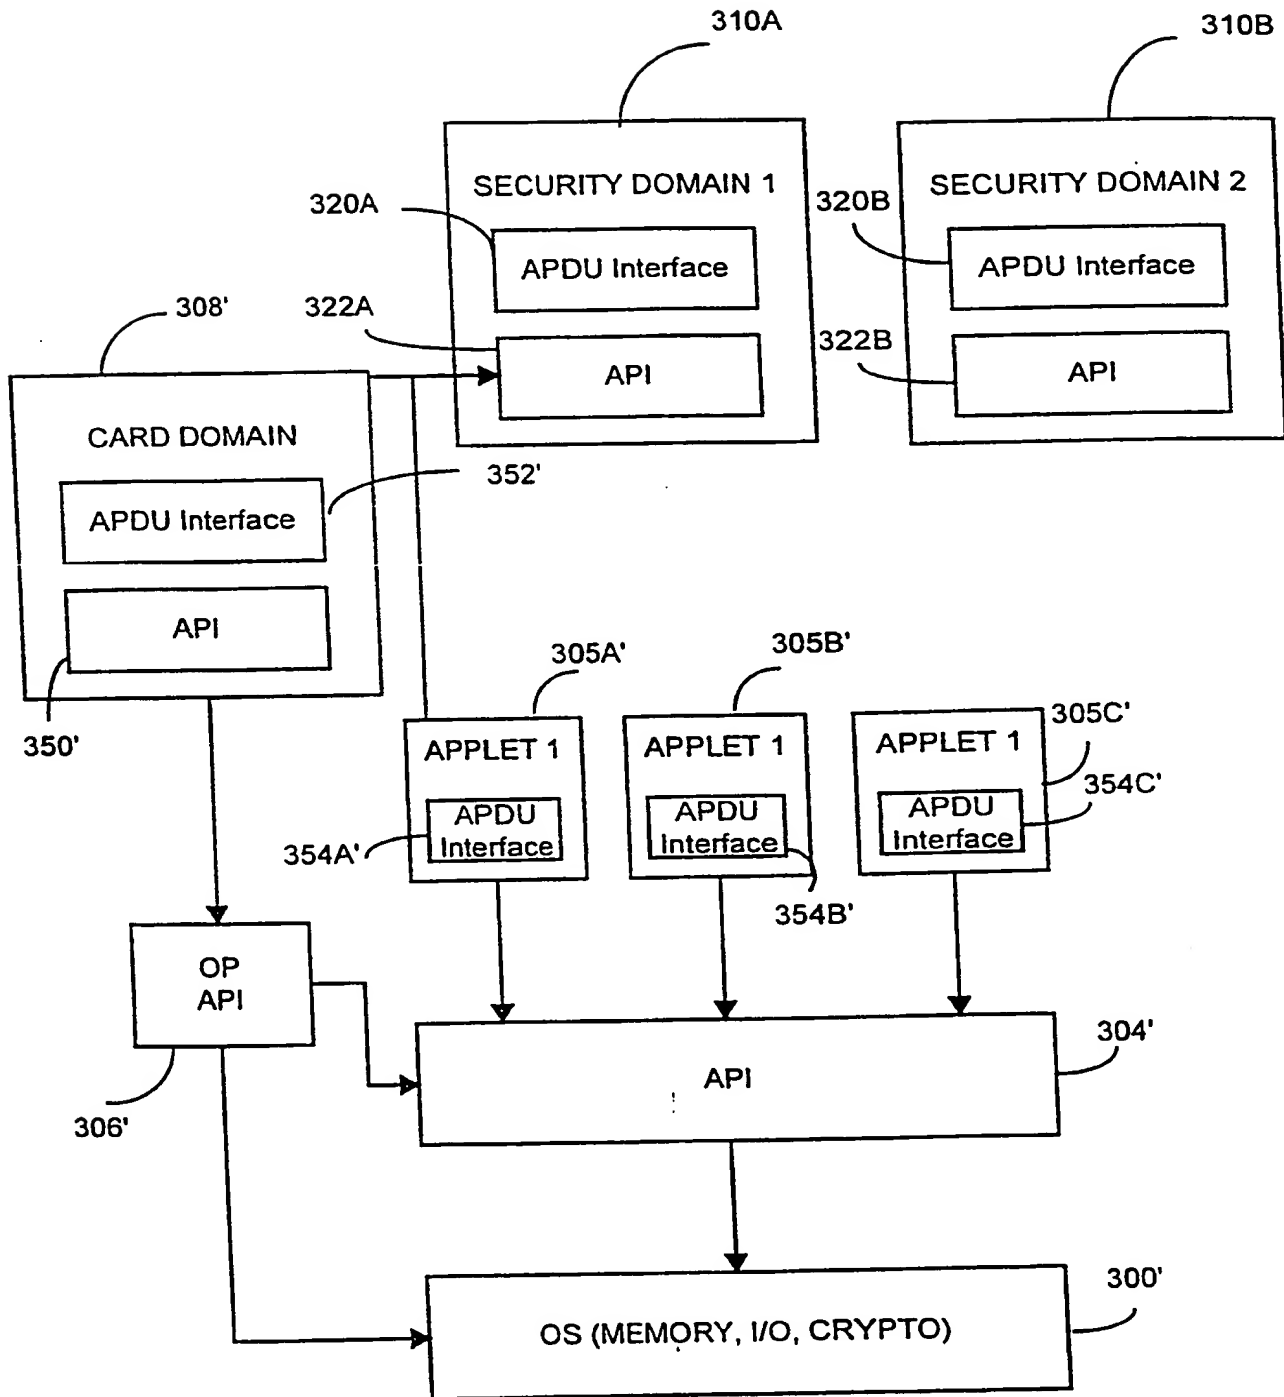 310A
310B
SECURITY DOMAIN 1
SECURITY DOMAIN 2
320A
320B
APDU Interface
APDU Interface
308'
322A
322B
API
API
CARD DOMAIN
352'
APDU Interface
API
350'
305A'
305B'
305C'
APPLET 1
APPLET 1
APPLET 1
354C'
APDU
Interface
APDU
Interface
APDU
Interface
354A'
354B'
OP
API
304'
API
306'
300'
OS (MEMORY, I/O, CRYPTO)